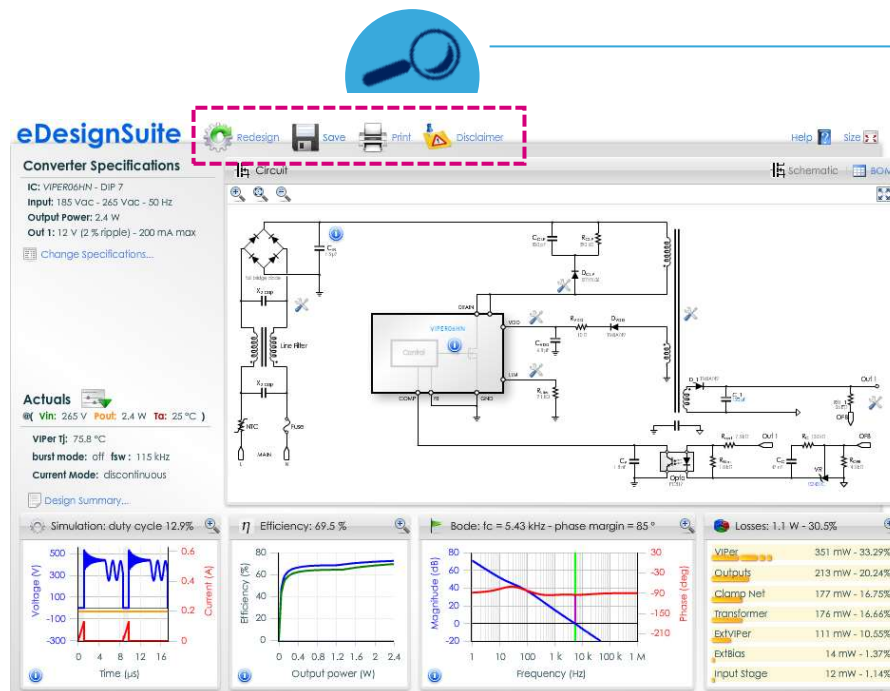 eDesignSuite
Redesign
Save
Print
Disclaimer
Help
Size
Converter Specifications
IC: VIPER06HN - DIP 7
Input: 185 Vac - 265 Vac - 50 Hz
Output Power: 2.4 W
Out 1: 12 V (2 % ripple) - 200 mA max
Change Specifications...
Circuit
Schematic
BOM
Line Filter
NTC
Fuse
L
MAIN
N
VIPER06HN
Control
DRAIN
VDD
LIM
COMP
FB
GND
Out 1
OFB
Opto
Out 1
OFB
VR
Actuals
@( Vin: 265 V Pout: 2.4 W Ta: 25 °C )
VIPer Tj: 75.8 °C
burst mode: off fsw : 115 kHz
Current Mode: discontinuous
Design Summary...
Simulation: duty cycle 12.9%
Voltage (V)
500
300
100
-100
-300
0.6
0.4
0.2
0
Current (A)
0 4 8 12 16
Time (µs)
η Efficiency: 69.5 %
Efficiency (%)
80
60
40
20
0
0 0.4 0.8 1.2 1.6 2 2.4
Output power (W)
Bode: fc = 5.43 kHz - phase margin = 85 °
Magnitude (dB)
80
60
40
20
0
-20
30
-30
-90
-150
-210
Phase (deg)
1 10 100 1 k 10 k 100 k 1 M
Frequency (Hz)
Losses: 1.1 W - 30.5%
VIPer 351 mW - 33.29%
Outputs 213 mW - 20.24%
Clamp Net 177 mW - 16.75%
Transformer 176 mW - 16.66%
ExtVIPer 111 mW - 10.55%
ExtBias 14 mW - 1.37%
Input Stage 12 mW - 1.14%